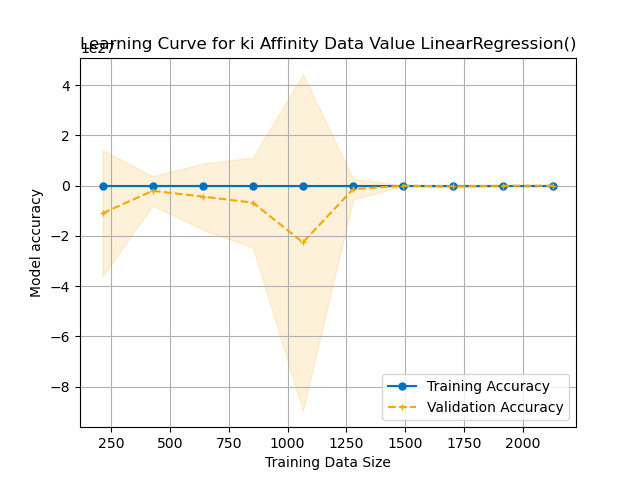 Learning Curve for ki Affinity Data Value LinearRegression()
1e27
4
2
0
−2
−4
−6
−8
Model accuracy
250 500 750 1000 1250 1500 1750 2000
Training Data Size
Training Accuracy
Validation Accuracy